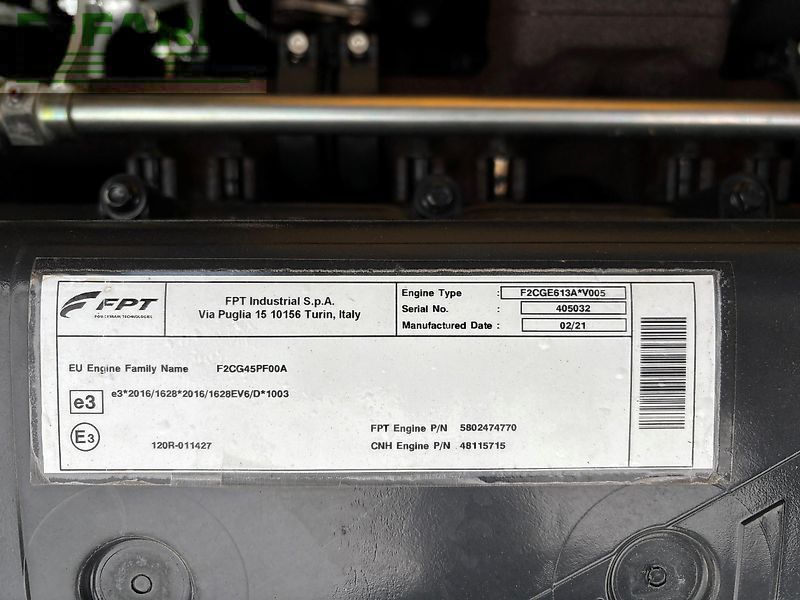 FPT
POWERTRAIN TECHNOLOGIES
FPT Industrial S.p.A.
Via Puglia 15 10156 Turin, Italy
Engine Type : F2CGE613A*V005
Serial No. : 405032
Manufactured Date : 02/21
EU Engine Family Name F2CG45PF00A
e3 e3*2016/1628*2016/1628EV6/D*1003
E3
120R-011427
FPT Engine P/N 5802474770
CNH Engine P/N 48115715